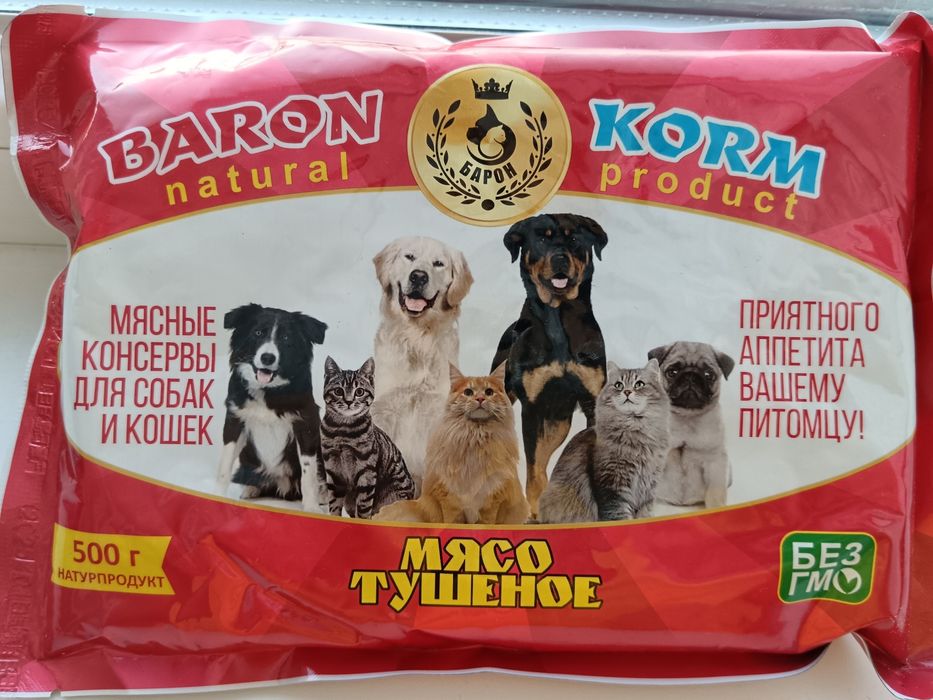 BARON
natural
БАРОН
KORM
product
МЯСНЫЕ
КОНСЕРВЫ
ДЛЯ СОБАК
И КОШЕК
ПРИЯТНОГО
АППЕТИТА
ВАШЕМУ
ПИТОМЦУ!
500 г
НАТУРПРОДУКТ
МЯСО
ТУШЕНОЕ
БЕЗ
ГМО